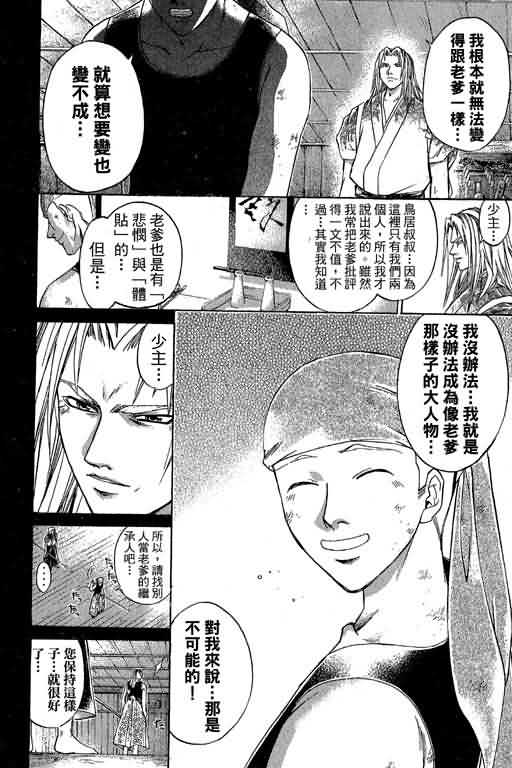 我根本就無法變
得跟老爹一樣…
就算想要變也
變不成…
少主…
鳥居叔叔…因為
這裡只有我們兩
個人，所以我才
說出來的。雖然
我常把老爹批評
得一文不值，不
過…其實我知道
老爹也是有「
悲憫」與「體
貼」的…
但是…
我沒辦法…我就是
沒辦法成為像老爹
那樣子的大人物…
少主…
對我來說…那是
不可能的！
所以，請找別
人當老爹的繼
承人吧…
…
您保持這樣
子…就很好
了…